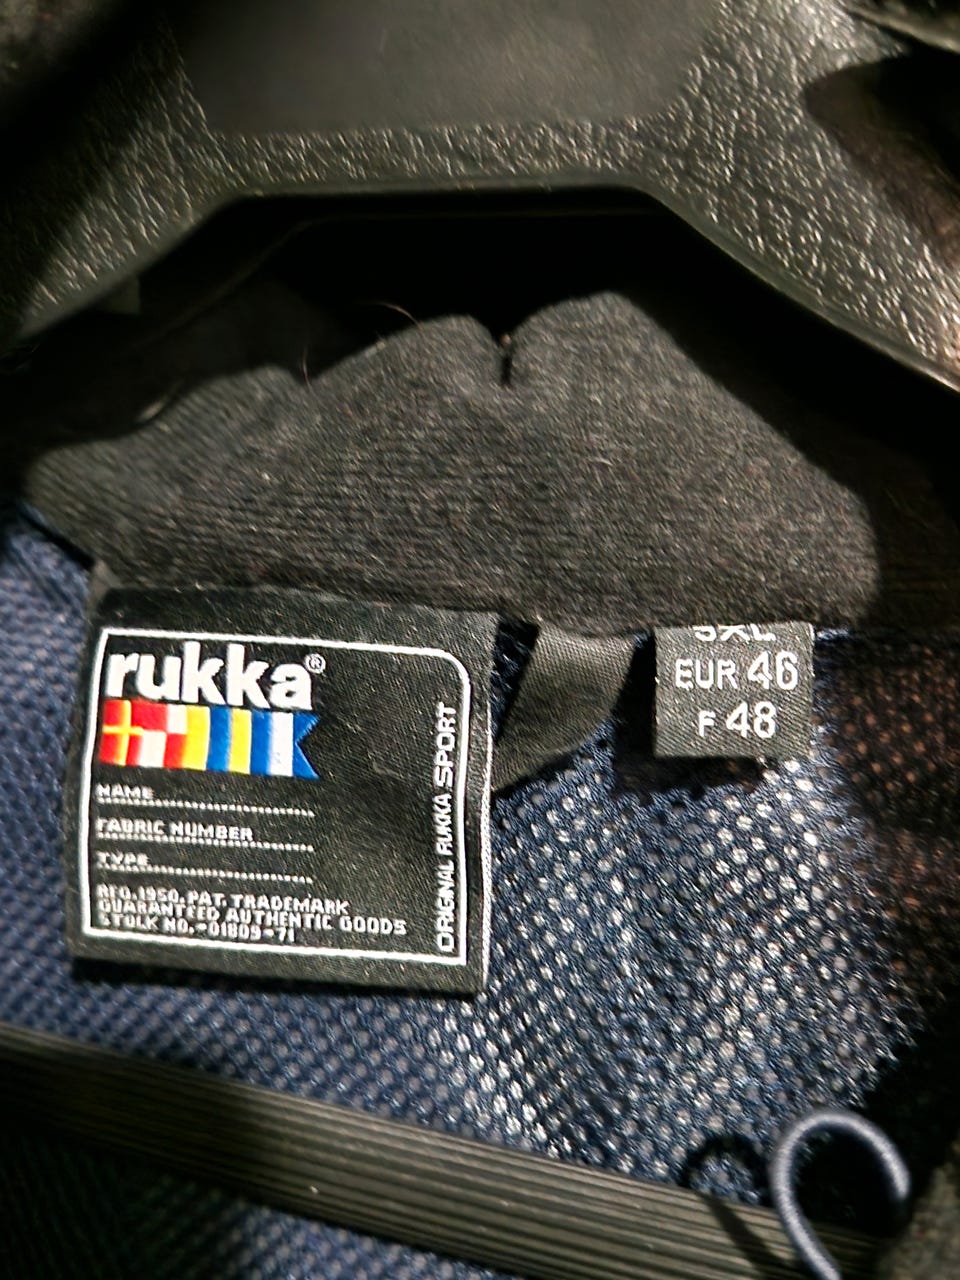 rukka®
NAME
FABRIC NUMBER
TYPE
REG. 1950. PAT. TRADEMARK
GUARANTEED AUTHENTIC GOODS
STOCK NO.-01809-71
ORIGINAL RUKKA SPORT
EUR 46
F 48